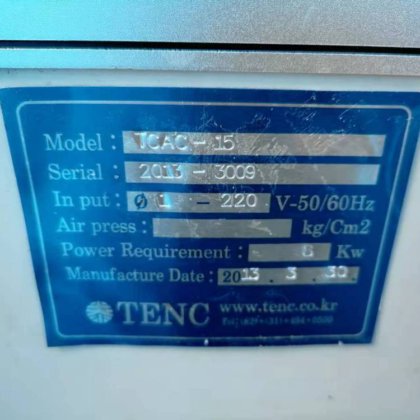 Model : TCAC - 15
Serial : 2013 - 3009
In put : Ø 1 - 220 V-50/60Hz
Air press : kg/Cm2
Power Requirement : 8 Kw
Manufacture Date : 2013 . 3 . 30 .
TENC www.tenc.co.kr